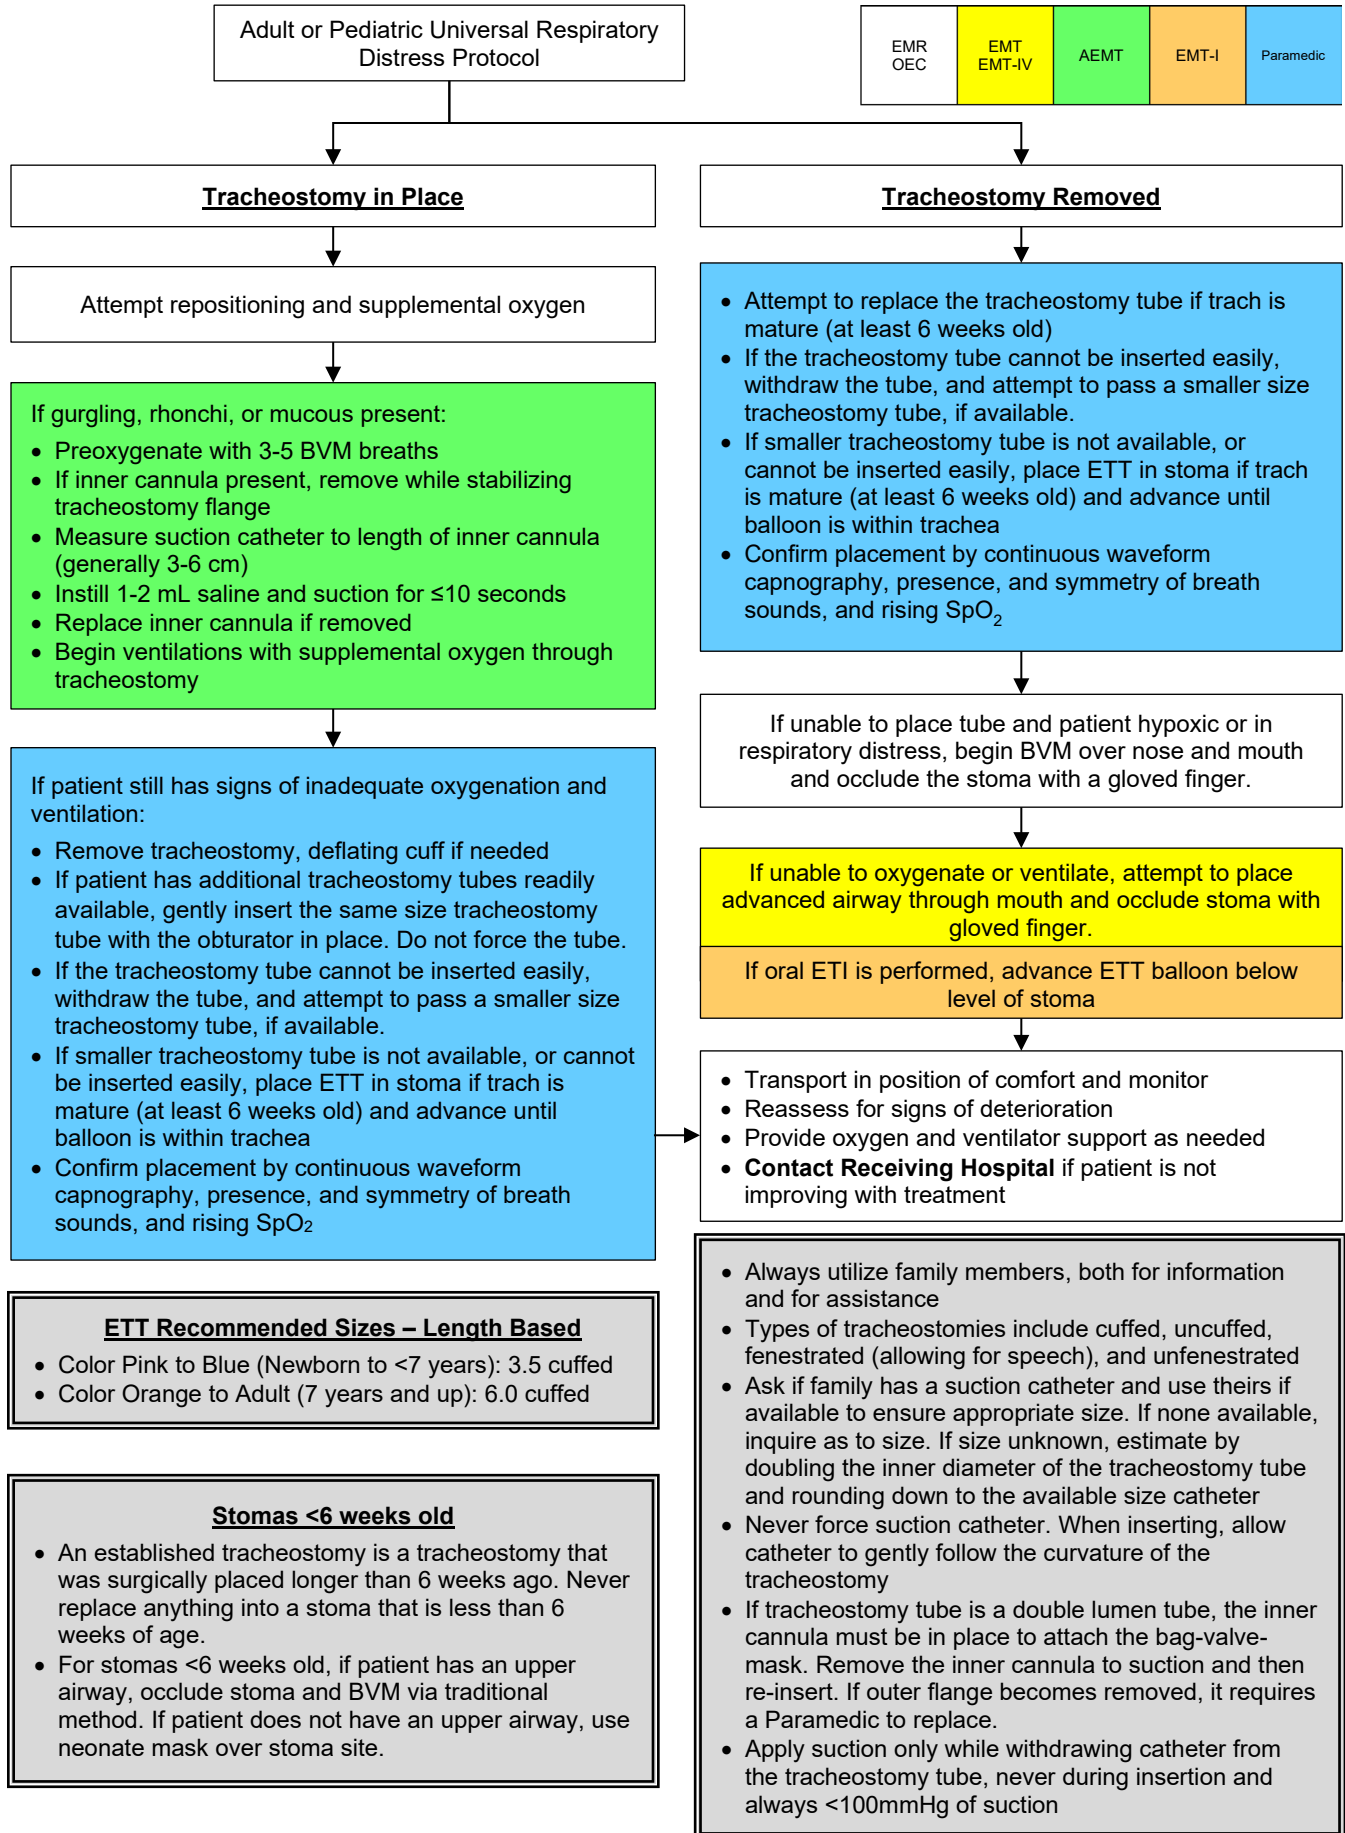 Adult or Pediatric Universal Respiratory
Distress Protocol
EMR
OEC
EMT
EMT-IV
AEMT
EMT-I
Paramedic
Tracheostomy in Place
Attempt repositioning and supplemental oxygen
If gurgling, rhonchi, or mucous present:
• Preoxygenate with 3-5 BVM breaths
• If inner cannula present, remove while stabilizing
tracheostomy flange
• Measure suction catheter to length of inner cannula
(generally 3-6 cm)
• Instill 1-2 mL saline and suction for ≤10 seconds
• Replace inner cannula if removed
• Begin ventilations with supplemental oxygen through
tracheostomy
If patient still has signs of inadequate oxygenation and
ventilation:
• Remove tracheostomy, deflating cuff if needed
• If patient has additional tracheostomy tubes readily
available, gently insert the same size tracheostomy
tube with the obturator in place. Do not force the tube.
• If the tracheostomy tube cannot be inserted easily,
withdraw the tube, and attempt to pass a smaller size
tracheostomy tube, if available.
• If smaller tracheostomy tube is not available, or cannot
be inserted easily, place ETT in stoma if trach is
mature (at least 6 weeks old) and advance until
balloon is within trachea
• Confirm placement by continuous waveform
capnography, presence, and symmetry of breath
sounds, and rising SpO2
ETT Recommended Sizes – Length Based
• Color Pink to Blue (Newborn to <7 years): 3.5 cuffed
• Color Orange to Adult (7 years and up): 6.0 cuffed
Stomas <6 weeks old
• An established tracheostomy is a tracheostomy that
was surgically placed longer than 6 weeks ago. Never
replace anything into a stoma that is less than 6
weeks of age.
• For stomas <6 weeks old, if patient has an upper
airway, occlude stoma and BVM via traditional
method. If patient does not have an upper airway, use
neonate mask over stoma site.
Tracheostomy Removed
• Attempt to replace the tracheostomy tube if trach is
mature (at least 6 weeks old)
• If the tracheostomy tube cannot be inserted easily,
withdraw the tube, and attempt to pass a smaller size
tracheostomy tube, if available.
• If smaller tracheostomy tube is not available, or
cannot be inserted easily, place ETT in stoma if trach
is mature (at least 6 weeks old) and advance until
balloon is within trachea
• Confirm placement by continuous waveform
capnography, presence, and symmetry of breath
sounds, and rising SpO2
If unable to place tube and patient hypoxic or in
respiratory distress, begin BVM over nose and mouth
and occlude the stoma with a gloved finger.
If unable to oxygenate or ventilate, attempt to place
advanced airway through mouth and occlude stoma with
gloved finger.
If oral ETI is performed, advance ETT balloon below
level of stoma
• Transport in position of comfort and monitor
• Reassess for signs of deterioration
• Provide oxygen and ventilator support as needed
• Contact Receiving Hospital if patient is not
improving with treatment
• Always utilize family members, both for information
and for assistance
• Types of tracheostomies include cuffed, uncuffed,
fenestrated (allowing for speech), and unfenestrated
• Ask if family has a suction catheter and use theirs if
available to ensure appropriate size. If none available,
inquire as to size. If size unknown, estimate by
doubling the inner diameter of the tracheostomy tube
and rounding down to the available size catheter
• Never force suction catheter. When inserting, allow
catheter to gently follow the curvature of the
tracheostomy
• If tracheostomy tube is a double lumen tube, the inner
cannula must be in place to attach the bag-valve-
mask. Remove the inner cannula to suction and then
re-insert. If outer flange becomes removed, it requires
a Paramedic to replace.
• Apply suction only while withdrawing catheter from
the tracheostomy tube, never during insertion and
always <100mmHg of suction